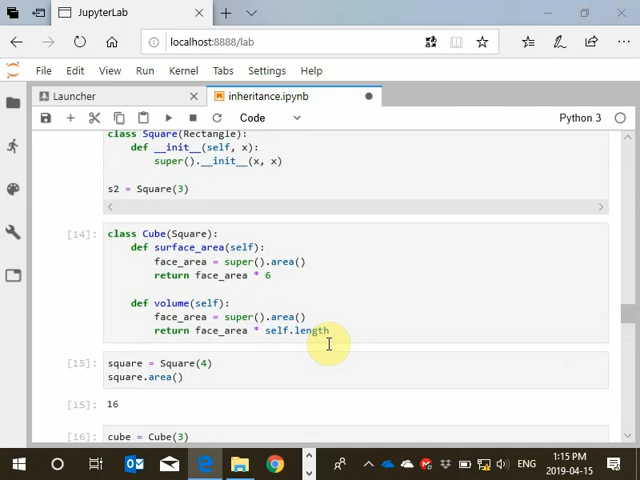 JupyterLab
localhost:8888/lab
File Edit View Run Kernel Tabs Settings Help
Launcher
inheritance.ipynb
Code
Python 3
class Square(Rectangle):
def __init__(self, x):
super().__init__(x, x)
s2 = Square(3)
[14]:
class Cube(Square):
def surface_area(self):
face_area = super().area()
return face_area * 6
def volume(self):
face_area = super().area()
return face_area * self.length
[15]:
square = Square(4)
square.area()
[15]: 16
[16]: cube = Cube(3)
ENG
1:15 PM
2019-04-15